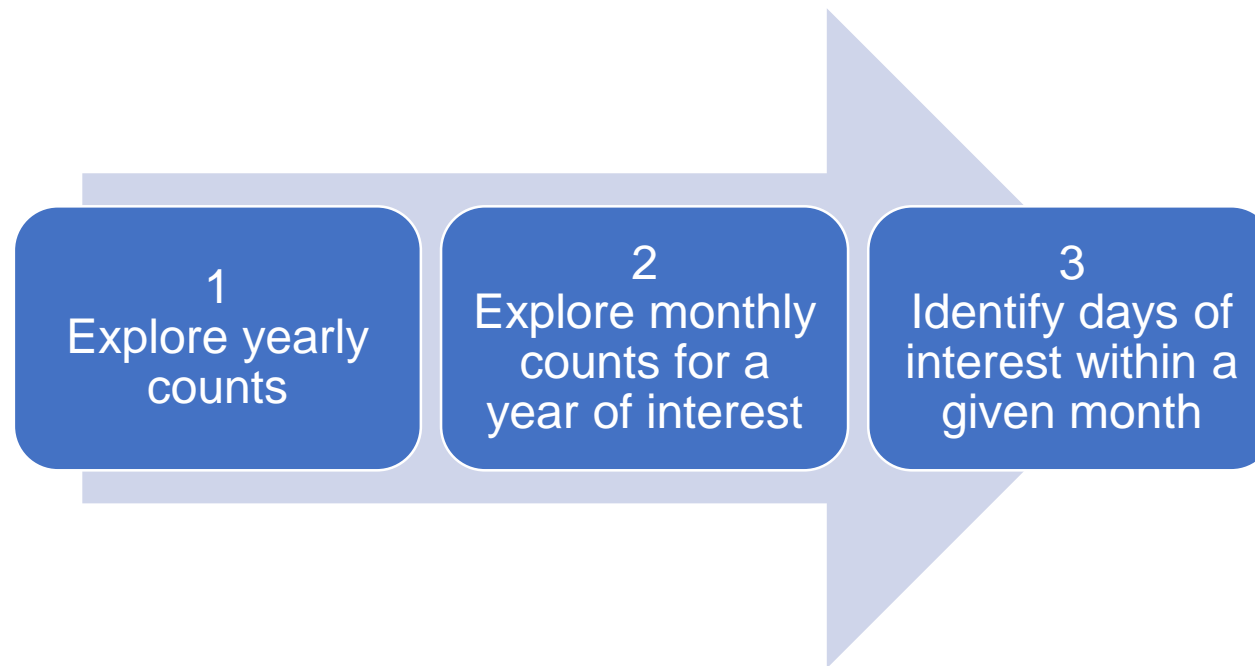 1
Explore yearly
counts
2
Explore monthly
counts for a
year of interest
3
Identify days of
interest within a
given month